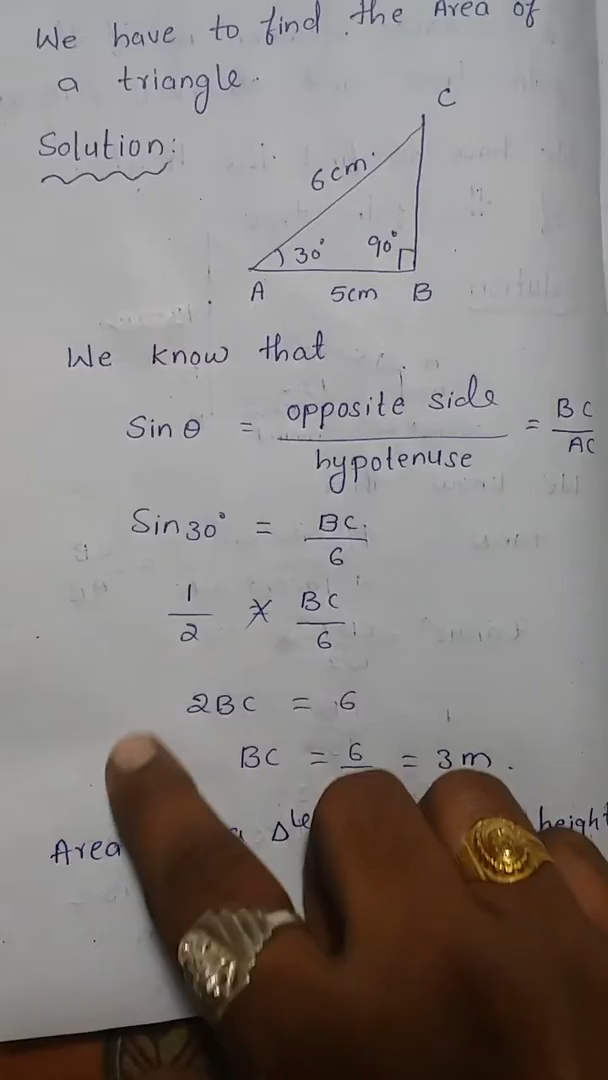 We have to find the Area of
a triangle.
Solution:
C
6cm.
30° 90°
A 5cm B
We know that
Sin θ = opposite side / hypotenuse = BC / AC
Sin 30° = BC / 6
1 / 2 × BC / 6
2BC = 6
BC = 6 = 3m.
Area Δle height